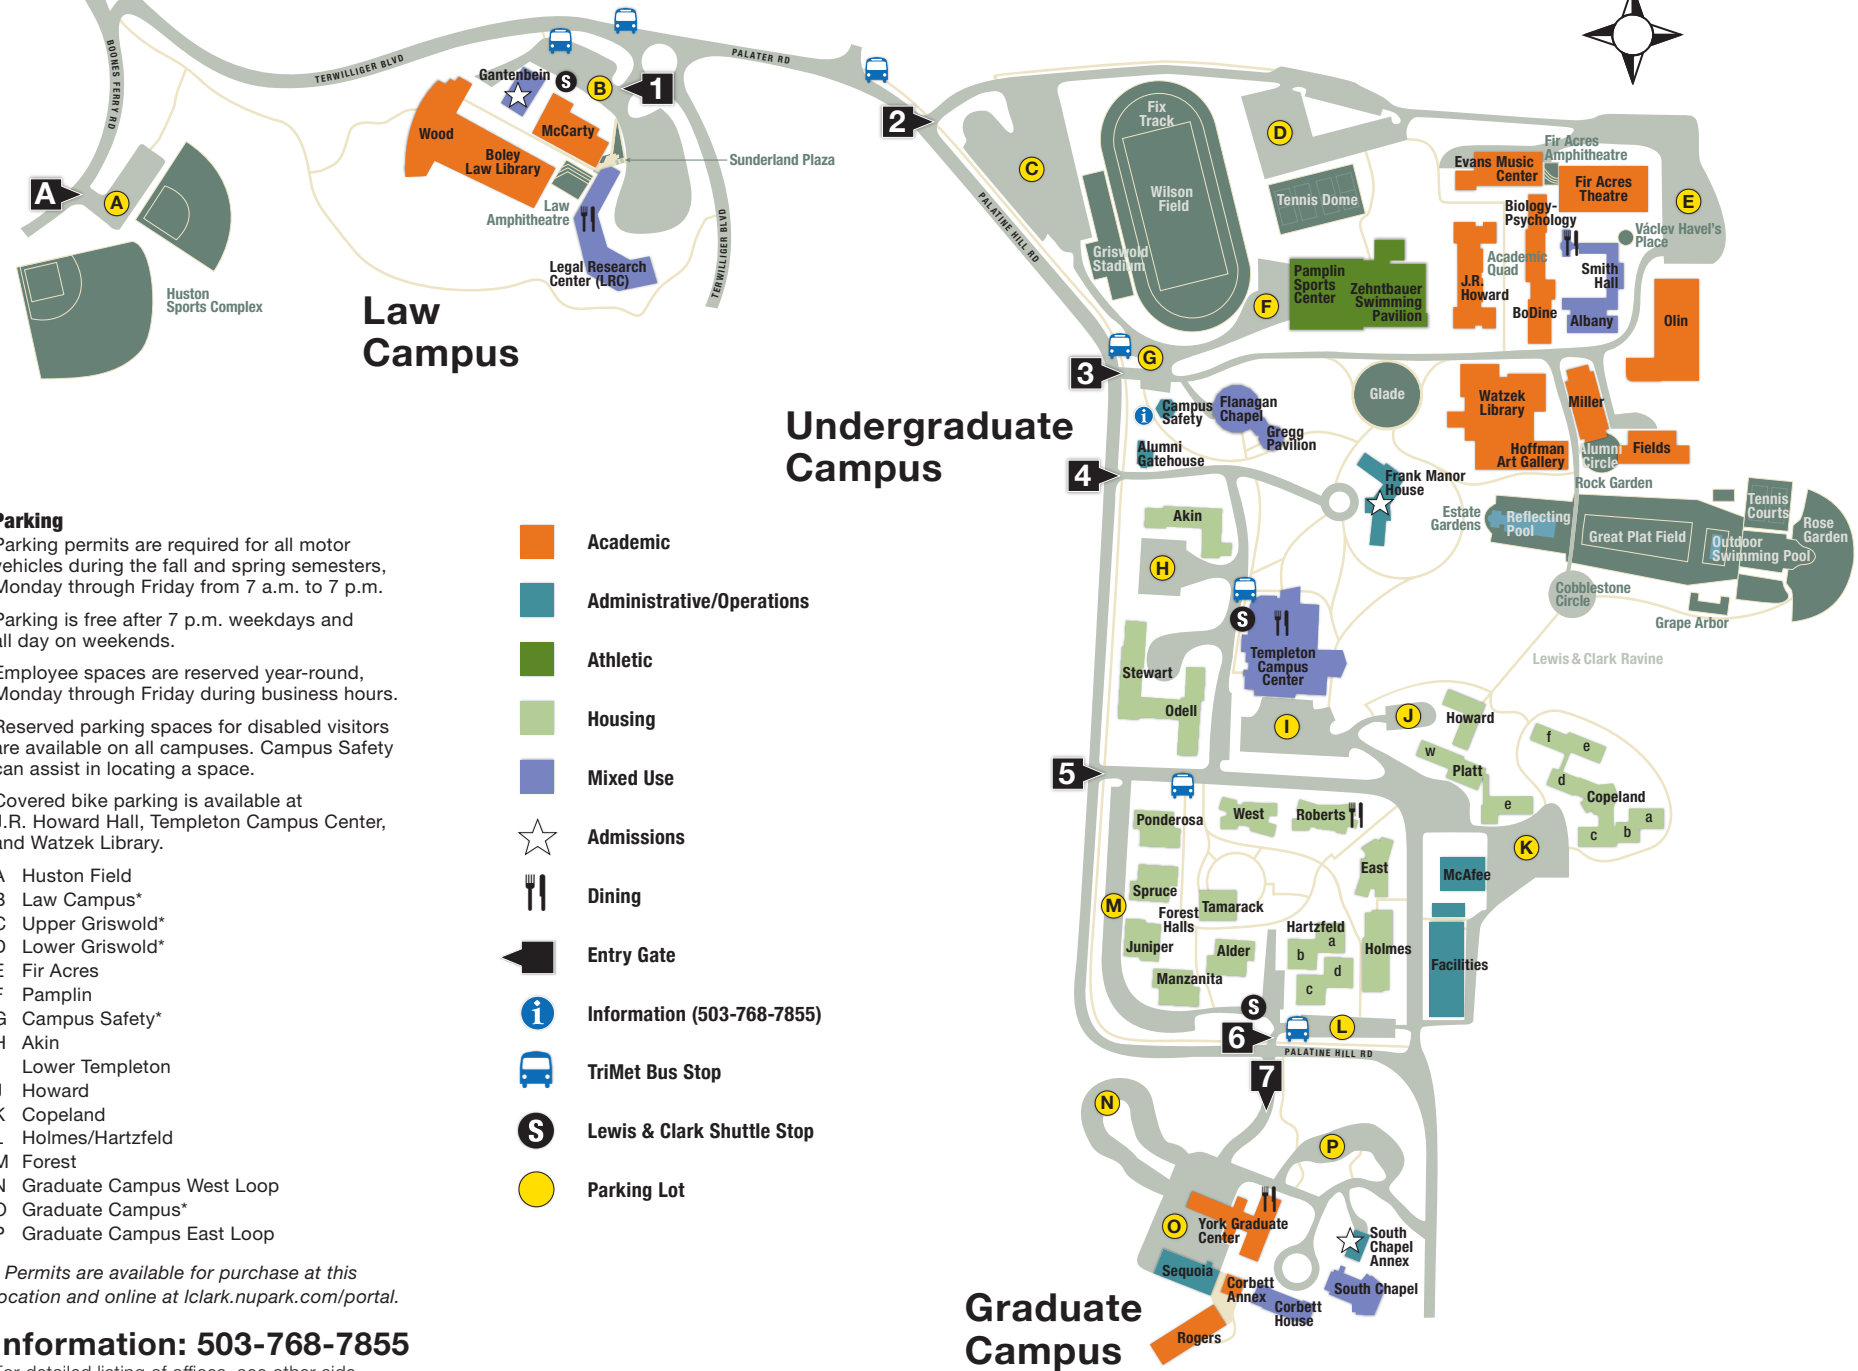 BOONES FERRY RD
TERWILLIGER BLVD
PALATER RD
TERWILLIGER BLVD
PALATINE HILL RD
Gantenbein
S
B
1
2
Wood
McCarty
Boley
Law Library
Sunderland Plaza
Law
Amphitheatre
Legal Research
Center (LRC)
A
A
Huston
Sports Complex
Law
Campus
C
Fix
Track
Wilson
Field
Griswold
Stadium
D
Tennis Dome
Pamplin
Sports
Center
Zehntbauer
Swimming
Pavilion
F
G
3
Evans Music
Center
Fir Acres
Amphitheatre
Fir Acres
Theatre
E
Biology-
Psychology
Václev Havel's
Place
Academic
Quad
J.R.
Howard
Smith
Hall
BoDine
Albany
Olin
Undergraduate
Campus
i
Campus
Safety
Flanagan
Chapel
Gregg
Pavilion
Alumni
Gatehouse
Glade
Watzek
Library
Miller
Hoffman
Art Gallery
Alumni
Circle
Fields
Rock Garden
4
Frank Manor
House
Estate
Gardens
Reflecting
Pool
Great Plat Field
Tennis
Courts
Rose
Garden
Outdoor
Swimming Pool
Cobblestone
Circle
Grape Arbor
Lewis & Clark Ravine
Akin
H
S
Templeton
Campus
Center
Stewart
Odell
I
J
Howard
w
Platt
e
f
e
d
Copeland
a
b
c
5
Ponderosa
West
Roberts
K
East
McAfee
Spruce
M
Forest
Halls
Tamarack
Juniper
Alder
Manzanita
Hartzfeld
a
b
d
c
Holmes
Facilities
S
6
L
PALATINE HILL RD
7
N
P
O
York Graduate
Center
South
Chapel
Annex
Sequoia
Corbett
Annex
Corbett
House
South Chapel
Rogers
Graduate
Campus
Parking
Parking permits are required for all motor
vehicles during the fall and spring semesters,
Monday through Friday from 7 a.m. to 7 p.m.
Parking is free after 7 p.m. weekdays and
all day on weekends.
Employee spaces are reserved year-round,
Monday through Friday during business hours.
Reserved parking spaces for disabled visitors
are available on all campuses. Campus Safety
can assist in locating a space.
Covered bike parking is available at
J.R. Howard Hall, Templeton Campus Center,
and Watzek Library.
A Huston Field
B Law Campus*
C Upper Griswold*
D Lower Griswold*
E Fir Acres
F Pamplin
G Campus Safety*
H Akin
Lower Templeton
J Howard
K Copeland
L Holmes/Hartzfeld
M Forest
N Graduate Campus West Loop
O Graduate Campus*
P Graduate Campus East Loop
Permits are available for purchase at this
location and online at lclark.nupark.com/portal.
Information: 503-768-7855
Academic
Administrative/Operations
Athletic
Housing
Mixed Use
Admissions
Dining
Entry Gate
i Information (503-768-7855)
TriMet Bus Stop
S Lewis & Clark Shuttle Stop
Parking Lot